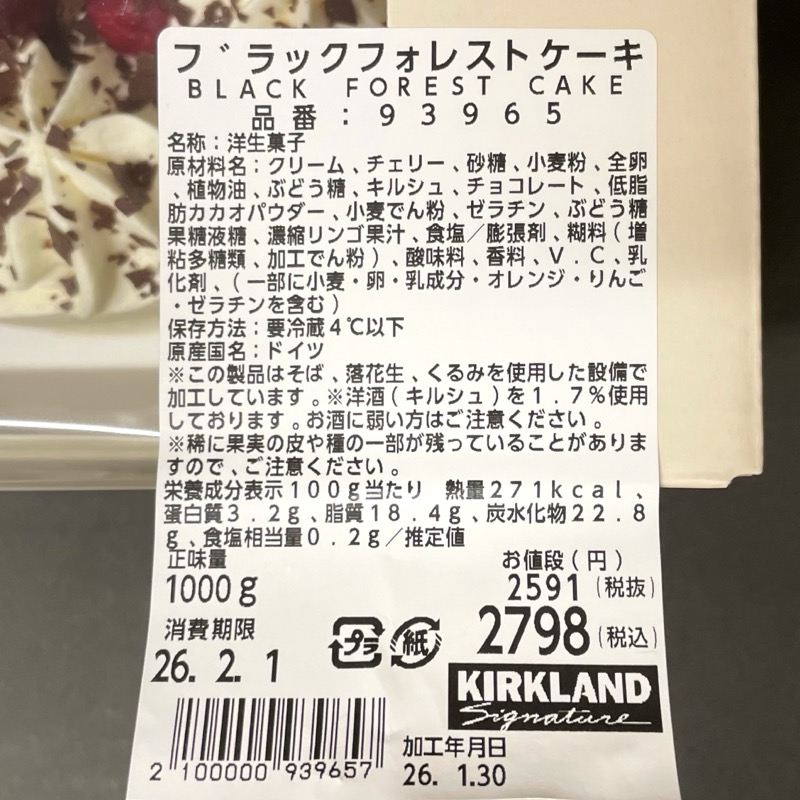 ブラックフォレストケーキ
BLACK FOREST CAKE
品番:93965
名称:洋生菓子
原材料名:クリーム、チェリー、砂糖、小麦粉、全卵
、植物油、ぶどう糖、キルシュ、チョコレート、低脂
肪カカオパウダー、小麦でん粉、ゼラチン、ぶどう糖
果糖液糖、濃縮リンゴ果汁、食塩/膨張剤、糊料(増
粘多糖類、加工でん粉)、酸味料、香料、V.C、乳
化剤、(一部に小麦・卵・乳成分・オレンジ・りんご
・ゼラチンを含む)
保存方法:要冷蔵4℃以下
原産国名:ドイツ
※この製品はそば、落花生、くるみを使用した設備で
加工しています。※洋酒(キルシュ)を1.7%使用
しております。お酒に弱い方はご注意ください。
※稀に果実の皮や種の一部が残っていることがありま
すので、ご注意ください。
栄養成分表示100g当たり 熱量271kcal、
蛋白質3.2g、脂質18.4g、炭水化物22.8
g、食塩相当量0.2g/推定値
正味量 お値段(円)
1000g 2591(税抜)
2798(税込)
消費期限
26.2.1
プラ 紙
KIRKLAND
Signature
加工年月日
26.1.30
2 100000 939657